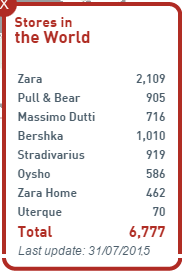 X
Stores in
the World
Zara 2,109
Pull & Bear 905
Massimo Dutti 716
Bershka 1,010
Stradivarius 919
Oysho 586
Zara Home 462
Uterque 70
Total 6,777
Last update: 31/07/2015